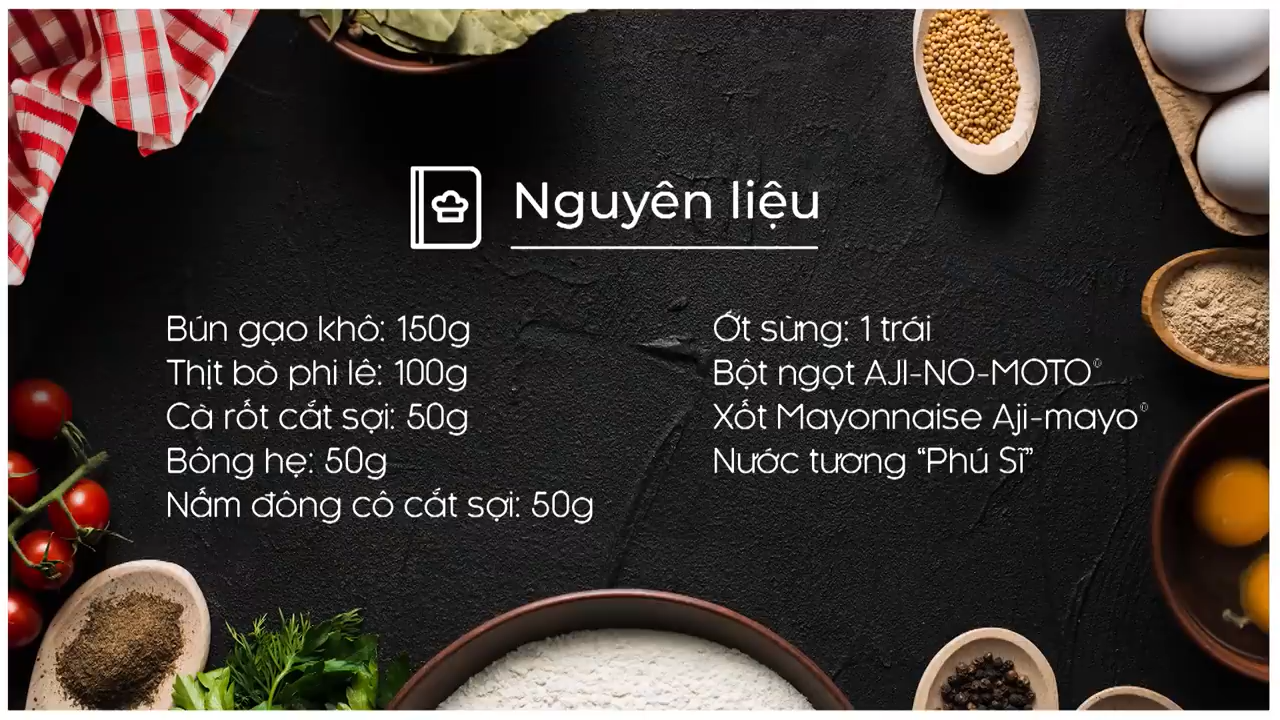 Nguyên liệu
Bún gạo khô: 150g
Thịt bò phi lê: 100g
Cà rốt cắt sợi: 50g
Bông hẹ: 50g
Nấm đông cô cắt sợi: 50g
Ớt sừng: 1 trái
Bột ngọt AJI-NO-MOTO®
Xốt Mayonnaise Aji-mayo®
Nước tương “Phú Sĩ”